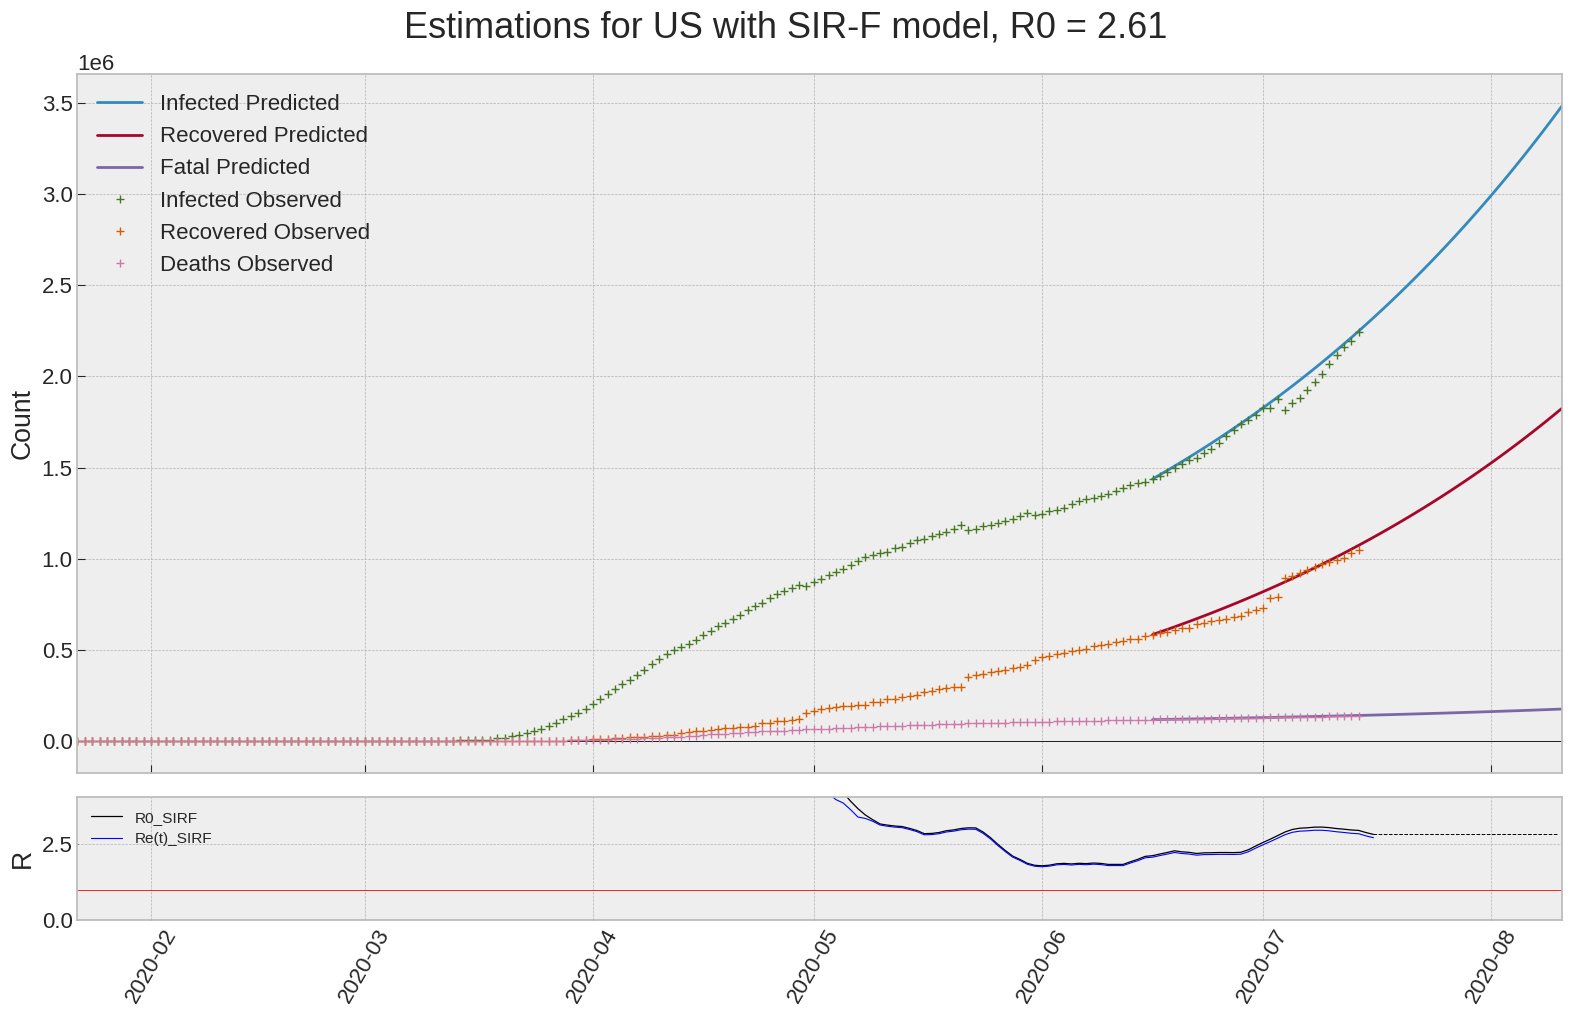 Estimations for US with SIR-F model, R0 = 2.61
1e6
3.5
3.0
2.5
2.0
1.5
1.0
0.5
0.0
Count
Infected Predicted
Recovered Predicted
Fatal Predicted
Infected Observed
Recovered Observed
Deaths Observed
2.5
0.0
R
R0_SIRF
Re(t)_SIRF
2020-02
2020-03
2020-04
2020-05
2020-06
2020-07
2020-08